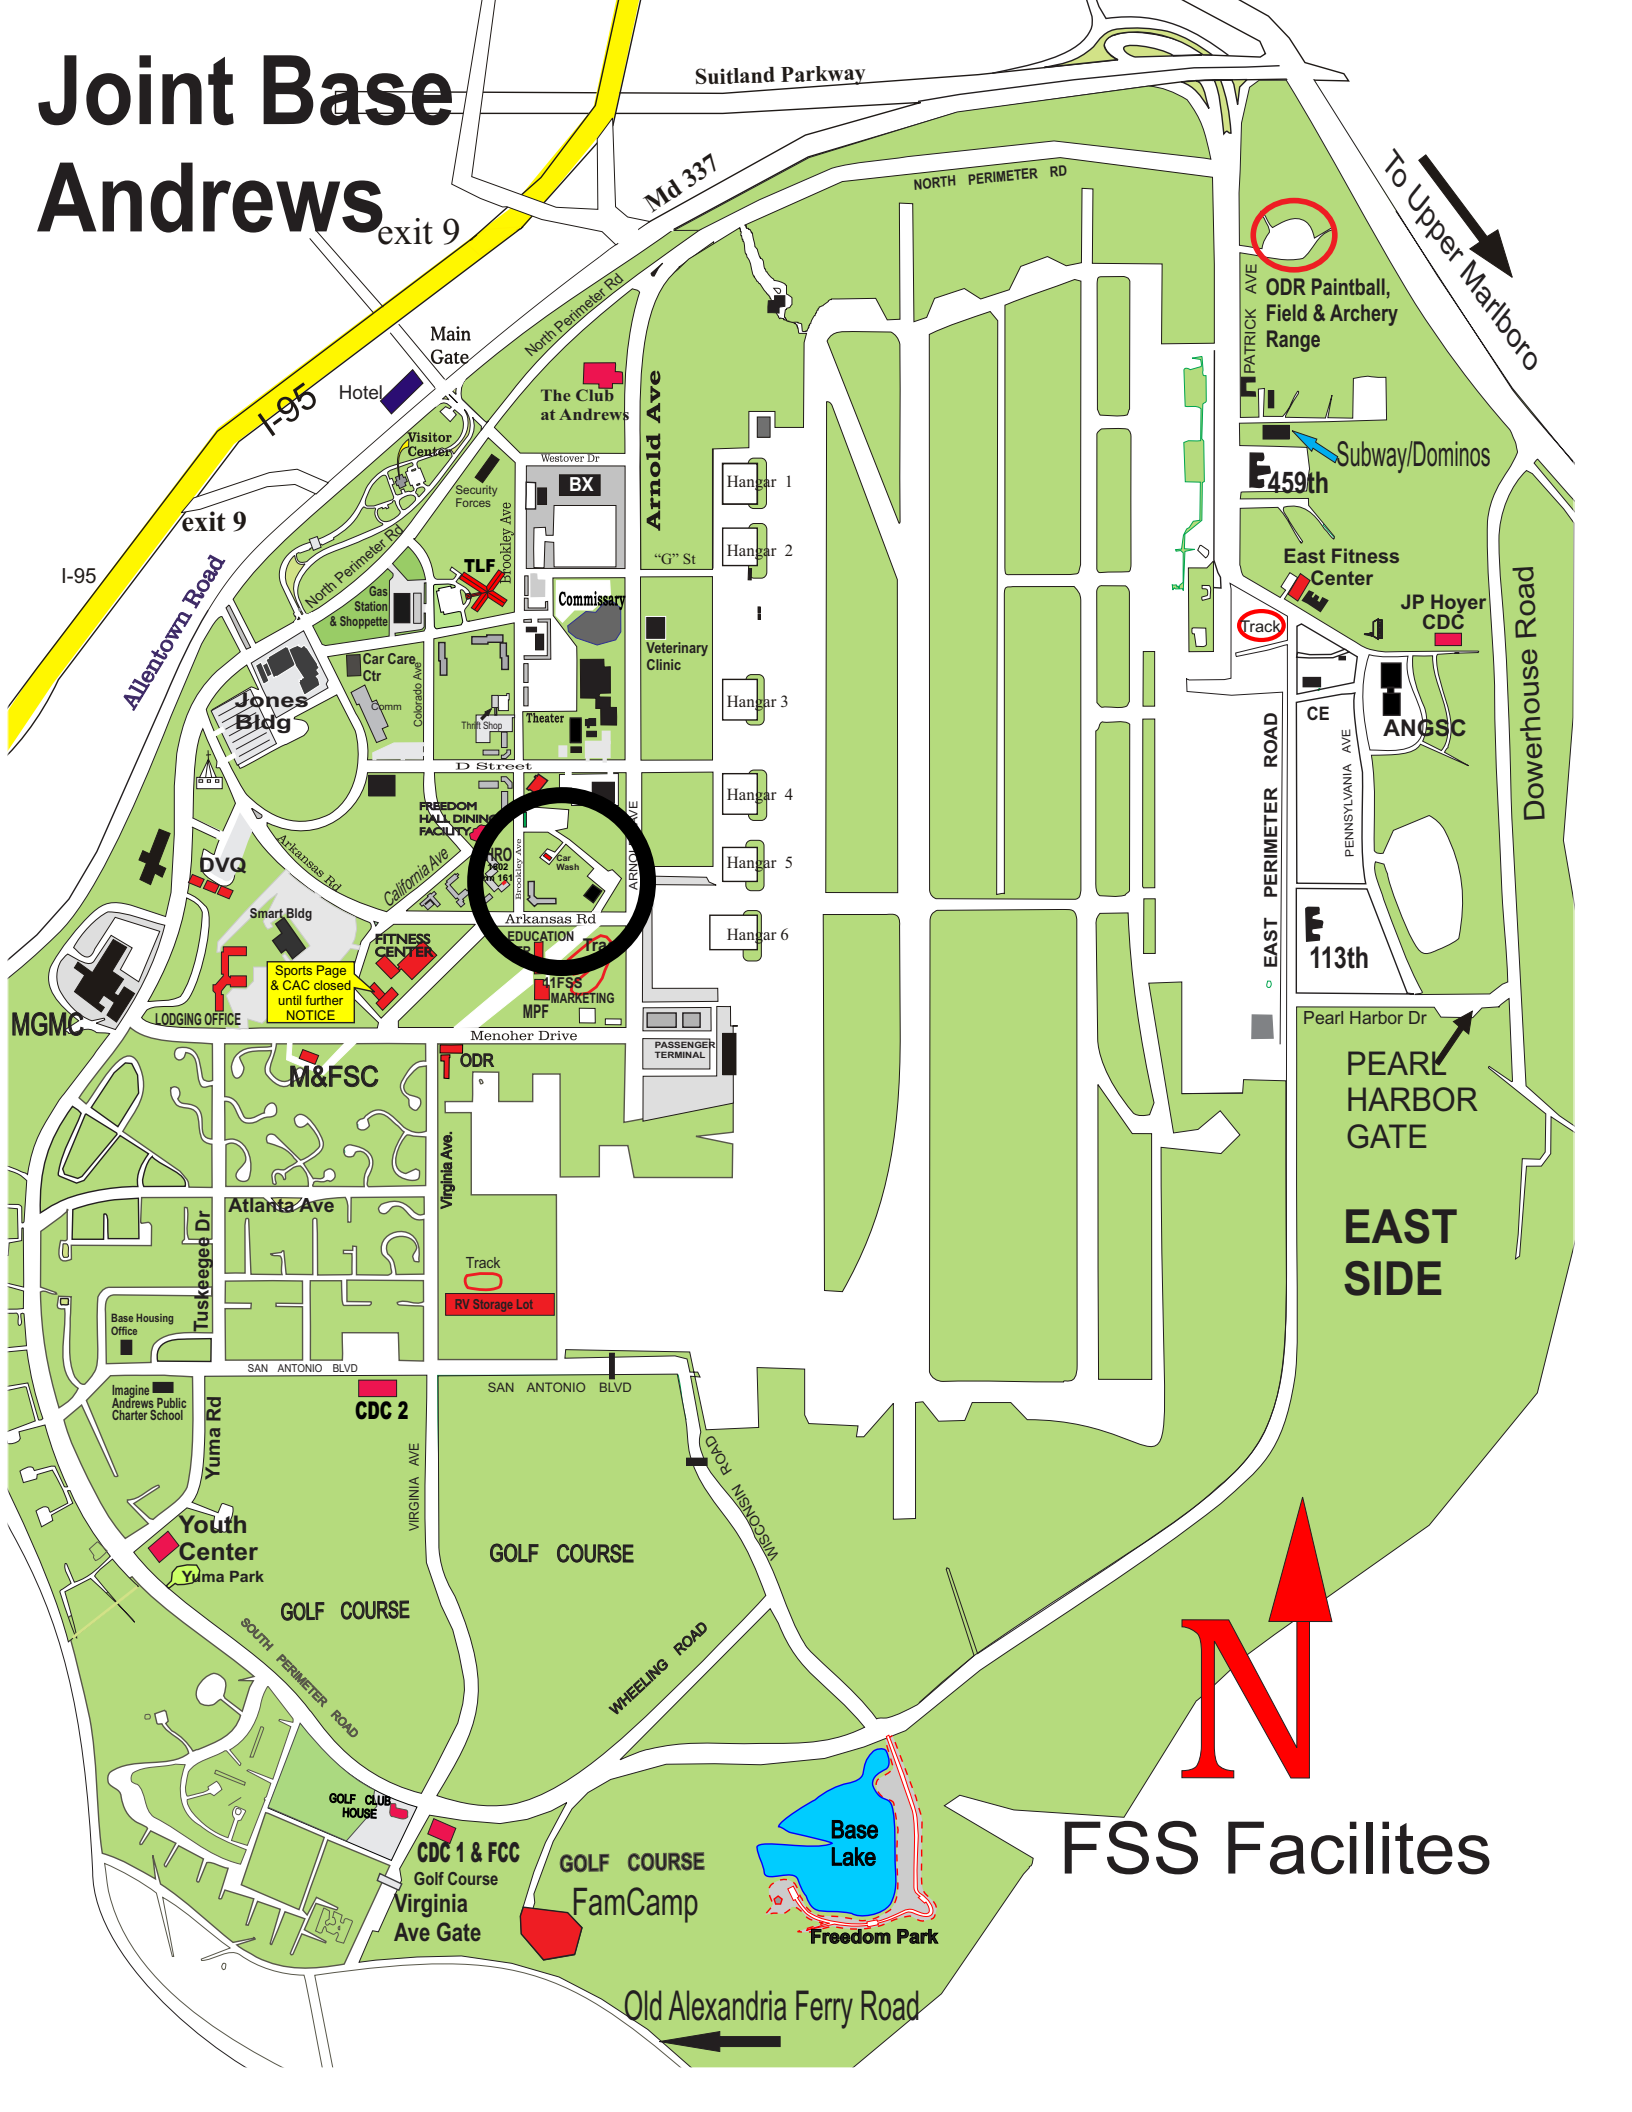 Joint Base
Andrews
Suitland Parkway
Md 337
exit 9
NORTH PERIMETER RD
To Upper Marlboro
North Perimeter Rd
Main
Gate
Hotel
I-95
PATRICK AVE
ODR Paintball,
Field & Archery
Range
The Club
at Andrews
Arnold Ave
Visitor
Center
Westover Dr
BX
Security
Forces
Brookley Ave
Hangar 1
Subway/Dominos
459th
exit 9
I-95
Allentown Road
North Perimeter Rd
TLF
"G" St
Hangar 2
East Fitness
Center
Gas
Station
& Shoppette
Commissary
JP Hoyer
CDC
Track
Dowerhouse Road
Veterinary
Clinic
Car Care
Ctr
Colorado Ave
Jones
Bldg
Comm
Thrift Shop
Theater
Hangar 3
CE
ANGSC
EAST PERIMETER ROAD
PENNSYLVANIA AVE
D Street
Hangar 4
FREEDOM
HALL DINING
FACILITY
Arkansas Rd
California Ave
HRO
1602
rm 161
Brookley Ave
Car
Wash
ARNOLD AVE
Hangar 5
DVQ
Smart Bldg
Arkansas Rd
Hangar 6
FITNESS
CENTER
EDUCATION
Tra
113th
Sports Page
& CAC closed
until further
NOTICE
11FSS
MARKETING
MPF
MGMC
LODGING OFFICE
Menoher Drive
Pearl Harbor Dr
PASSENGER
TERMINAL
M&FSC
ODR
PEARL
HARBOR
GATE
Virginia Ave.
Atlanta Ave
Tuskeegee Dr
EAST
SIDE
Track
RV Storage Lot
Base Housing
Office
SAN ANTONIO BLVD
SAN ANTONIO BLVD
Imagine
Andrews Public
Charter School
CDC 2
Yuma Rd
VIRGINIA AVE
WISCONSIN ROAD
Youth
Center
Yuma Park
GOLF COURSE
GOLF COURSE
SOUTH PERIMETER ROAD
WHEELING ROAD
N
GOLF CLUB
HOUSE
CDC 1 & FCC
Golf Course
Virginia
Ave Gate
GOLF COURSE
FamCamp
Base
Lake
Freedom Park
FSS Facilites
Old Alexandria Ferry Road